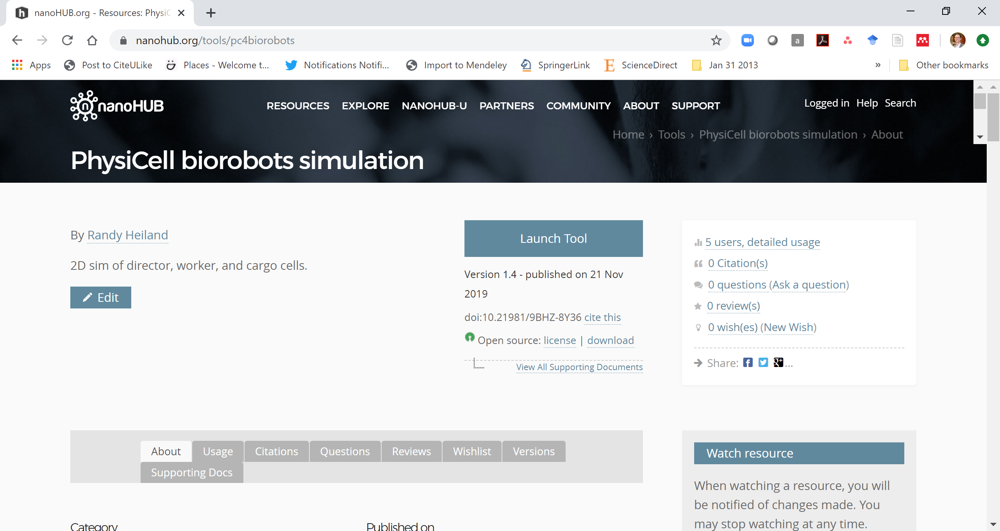 nanoHUB.org - Resources: PhysiC
nanohub.org/tools/pc4biorobots
a
Apps
Post to CiteULike
Places - Welcome t...
Notifications Notifi...
Import to Mendeley
SpringerLink
E ScienceDirect
Jan 31 2013
»
Other bookmarks
n nanoHUB
RESOURCES EXPLORE NANOHUB-U PARTNERS COMMUNITY ABOUT SUPPORT
Logged in Help Search
Home › Tools › PhysiCell biorobots simulation › About
PhysiCell biorobots simulation
By Randy Heiland
2D sim of director, worker, and cargo cells.
Edit
Launch Tool
Version 1.4 - published on 21 Nov
2019
doi:10.21981/9BHZ-8Y36 cite this
Open source: license | download
View All Supporting Documents
5 users, detailed usage
0 Citation(s)
0 questions (Ask a question)
0 review(s)
0 wish(es) (New Wish)
Share: f g+ ...
About Usage Citations Questions Reviews Wishlist Versions
Supporting Docs
Watch resource
When watching a resource, you will
be notified of changes made. You
may stop watching at any time.
Category
Published on